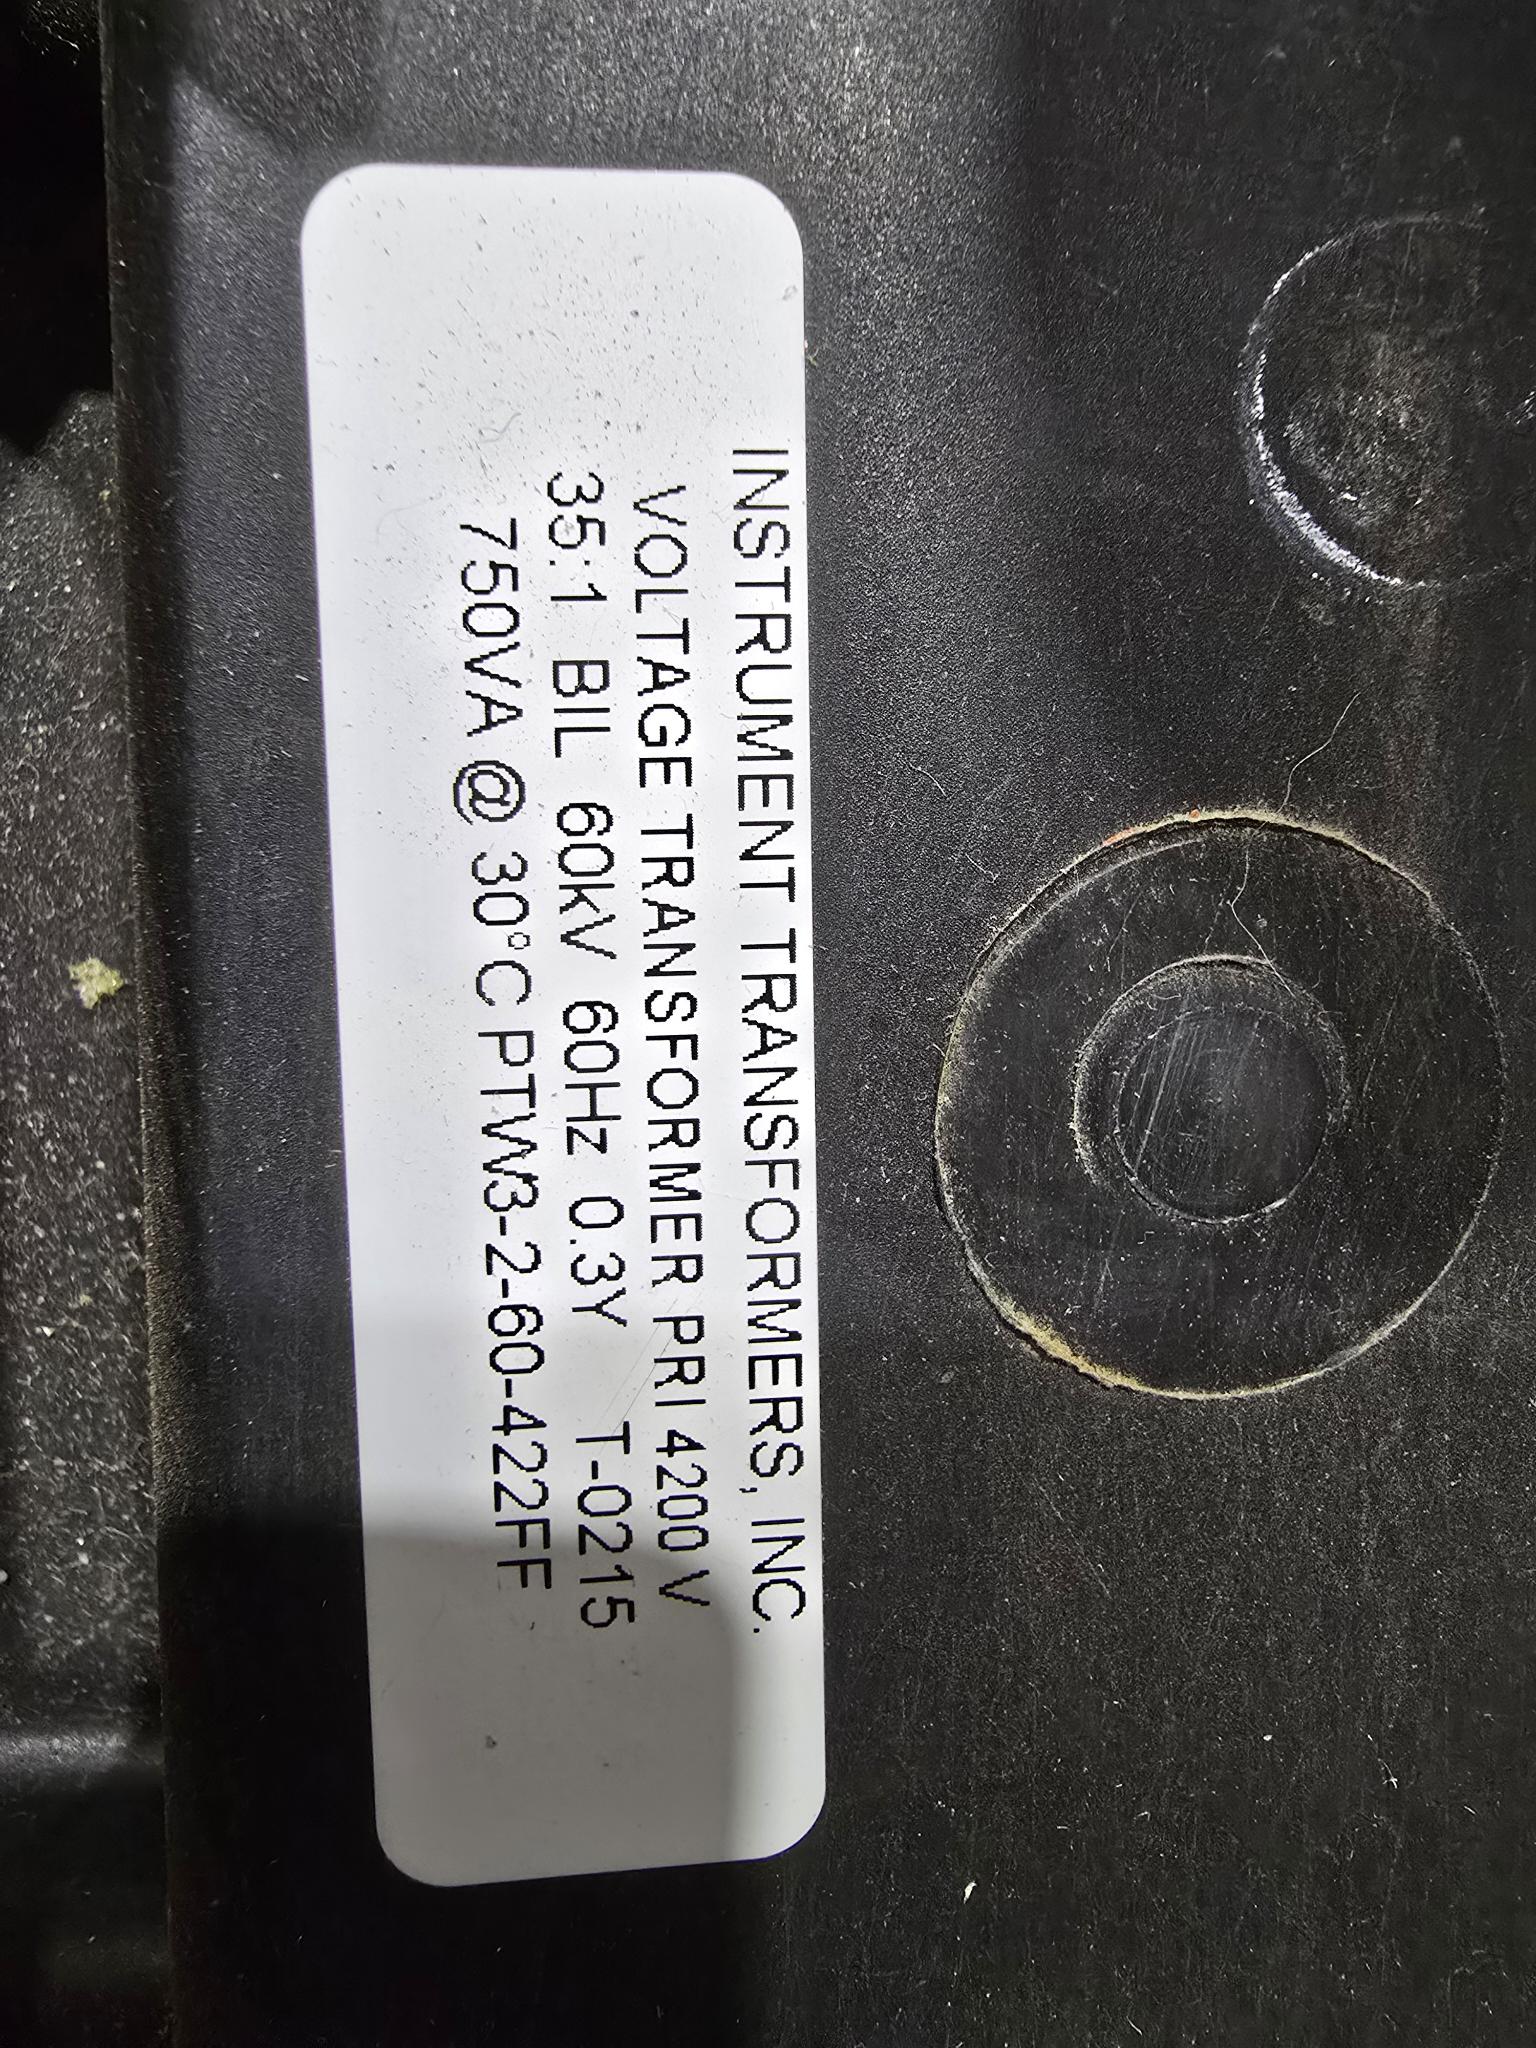 INSTRUMENT TRANSFORMERS, INC.
VOLTAGE TRANSFORMER PRI 4200 V
35:1 BIL 60kV 60Hz 0.3Y T-0215
750VA @ 30°C PTW3-2-60-422FF